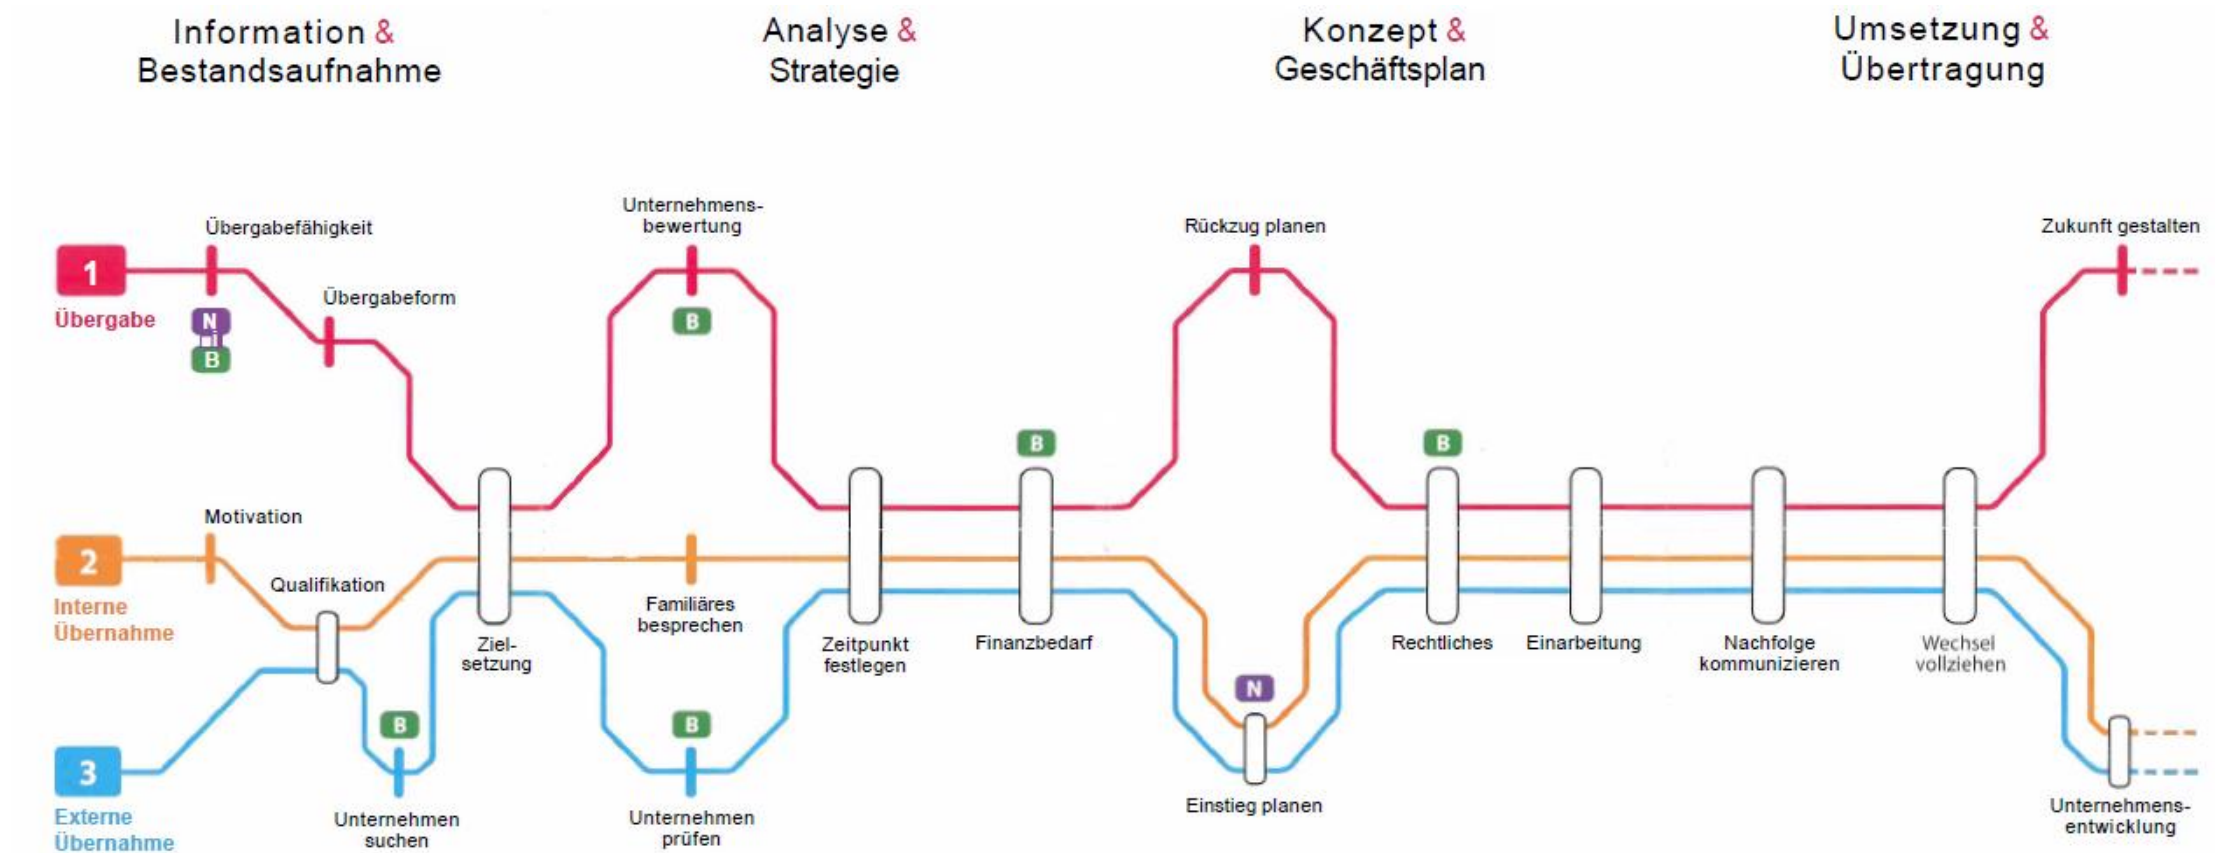 Information &
Bestandsaufnahme
Analyse &
Strategie
Konzept &
Geschäftsplan
Umsetzung &
Übertragung
Übergabefähigkeit
Unternehmens-
bewertung
Rückzug planen
Zukunft gestalten
1
Übergabe
Übergabeform
N
B
B
B
B
Motivation
2
Interne
Übernahme
Qualifikation
Ziel-
setzung
Familiäres
besprechen
Zeitpunkt
festlegen
Finanzbedarf
Rechtliches
Einarbeitung
Nachfolge
kommunizieren
Wechsel
vollziehen
N
B
B
3
Externe
Übernahme
Unternehmen
suchen
Unternehmen
prüfen
Einstieg planen
Unternehmens-
entwicklung